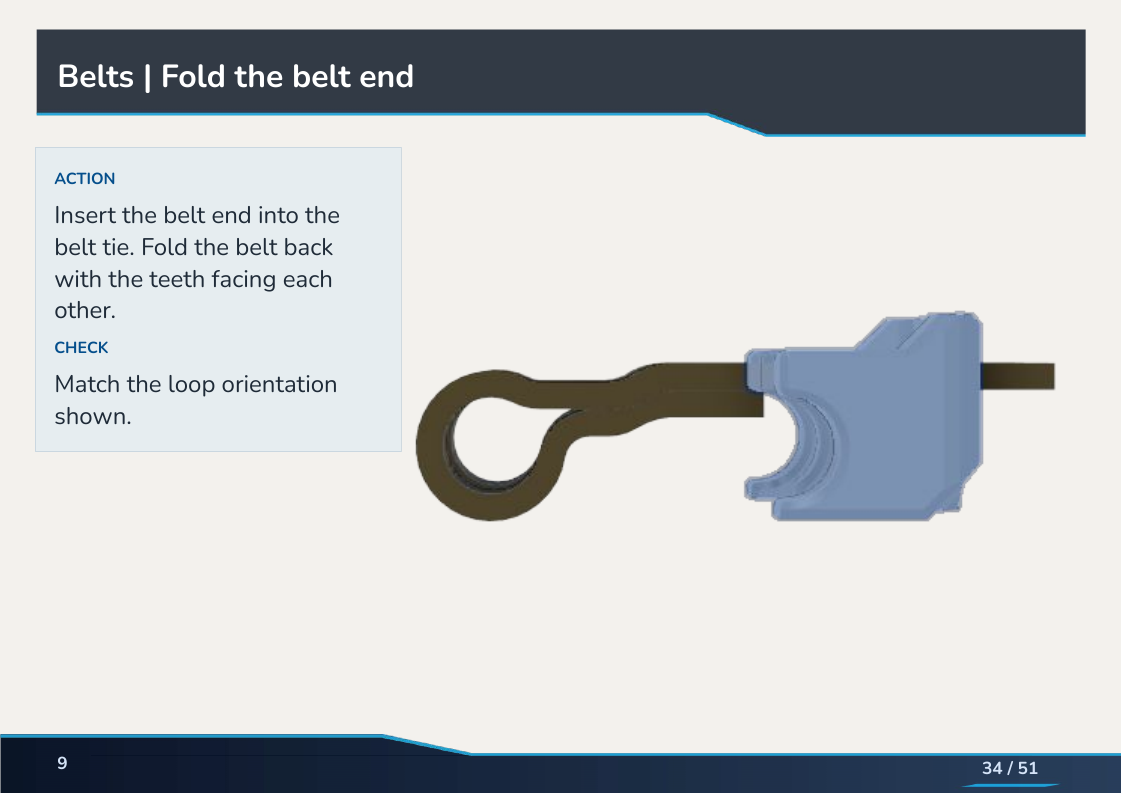 Belts | Fold the belt end
ACTION
Insert the belt end into the
belt tie. Fold the belt back
with the teeth facing each
other.
CHECK
Match the loop orientation
shown.
9
34 / 51